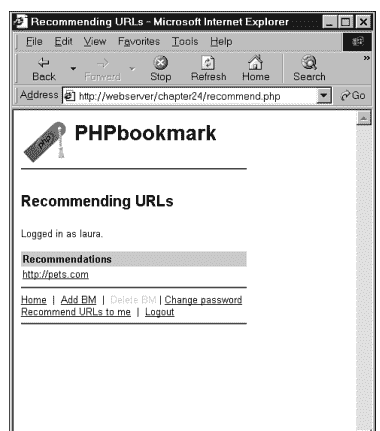 Recommending URLs - Microsoft Internet Explorer
File Edit View Favorites Tools Help
Back Forward Stop Refresh Home Search »
Address http://webserver/chapter24/recommend.php Go
PHPbookmark
Recommending URLs
Logged in as laura.
Recommendations
http://pets.com
Home | Add BM | Delete BM | Change password
Recommend URLs to me | Logout